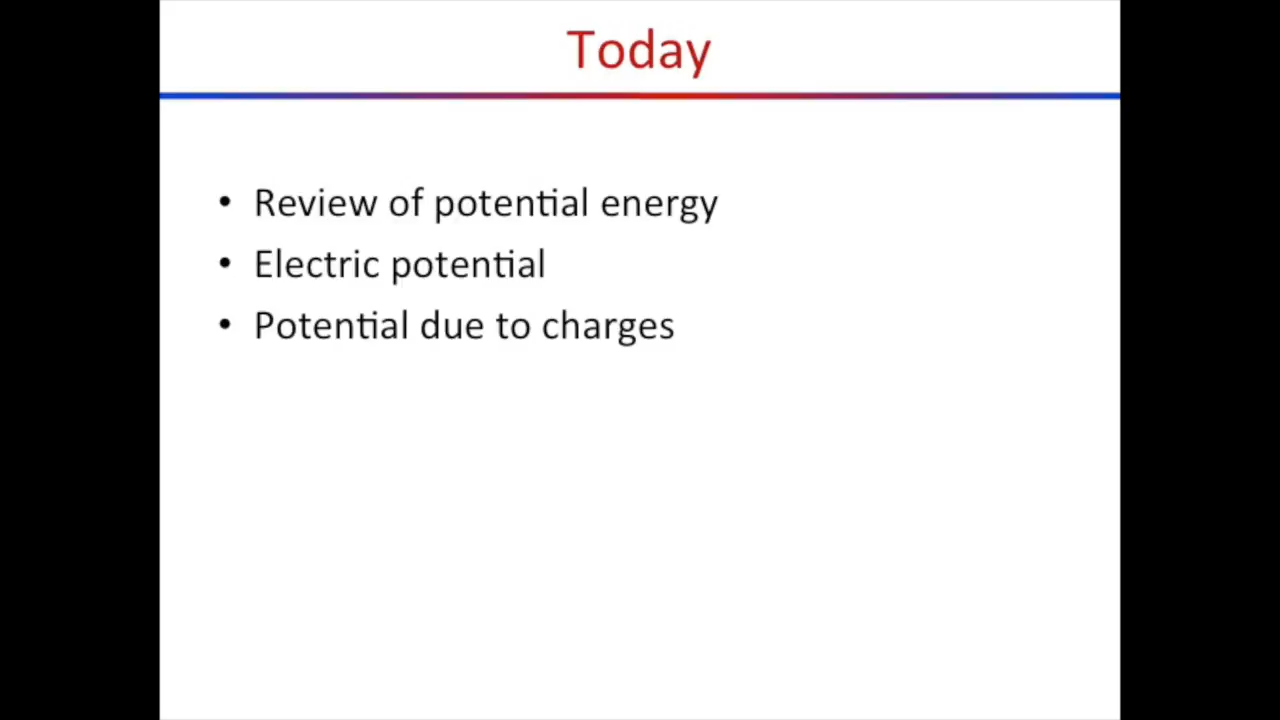 Today
• Review of potential energy
• Electric potential
• Potential due to charges